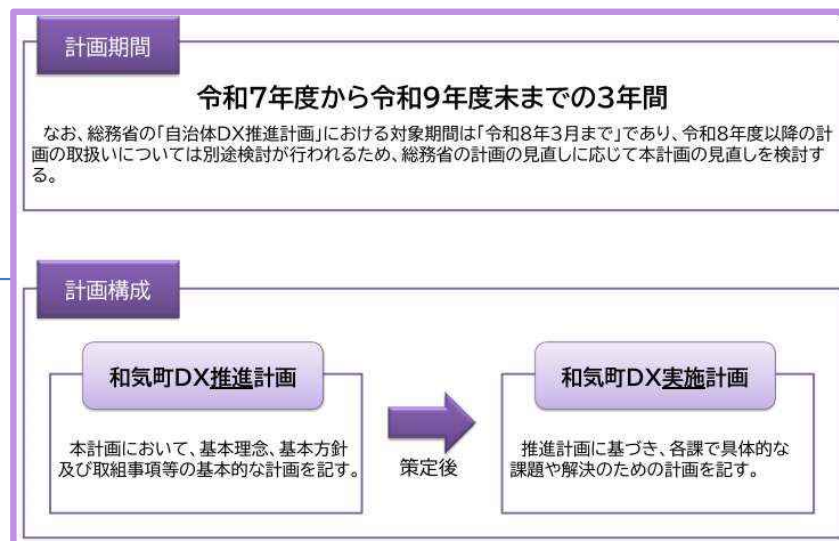 計画期間
令和7年度から令和9年度末までの3年間
なお、総務省の「自治体DX推進計画」における対象期間は「令和8年3月まで」であり、令和8年度以降の計
画の取扱いについては別途検討が行われるため、総務省の計画の見直しに応じて本計画の見直しを検討す
る。
計画構成
和気町DX推進計画
本計画において、基本理念、基本方針
及び取組事項等の基本的な計画を記す。
策定後
和気町DX実施計画
推進計画に基づき、各課で具体的な
課題や解決のための計画を記す。